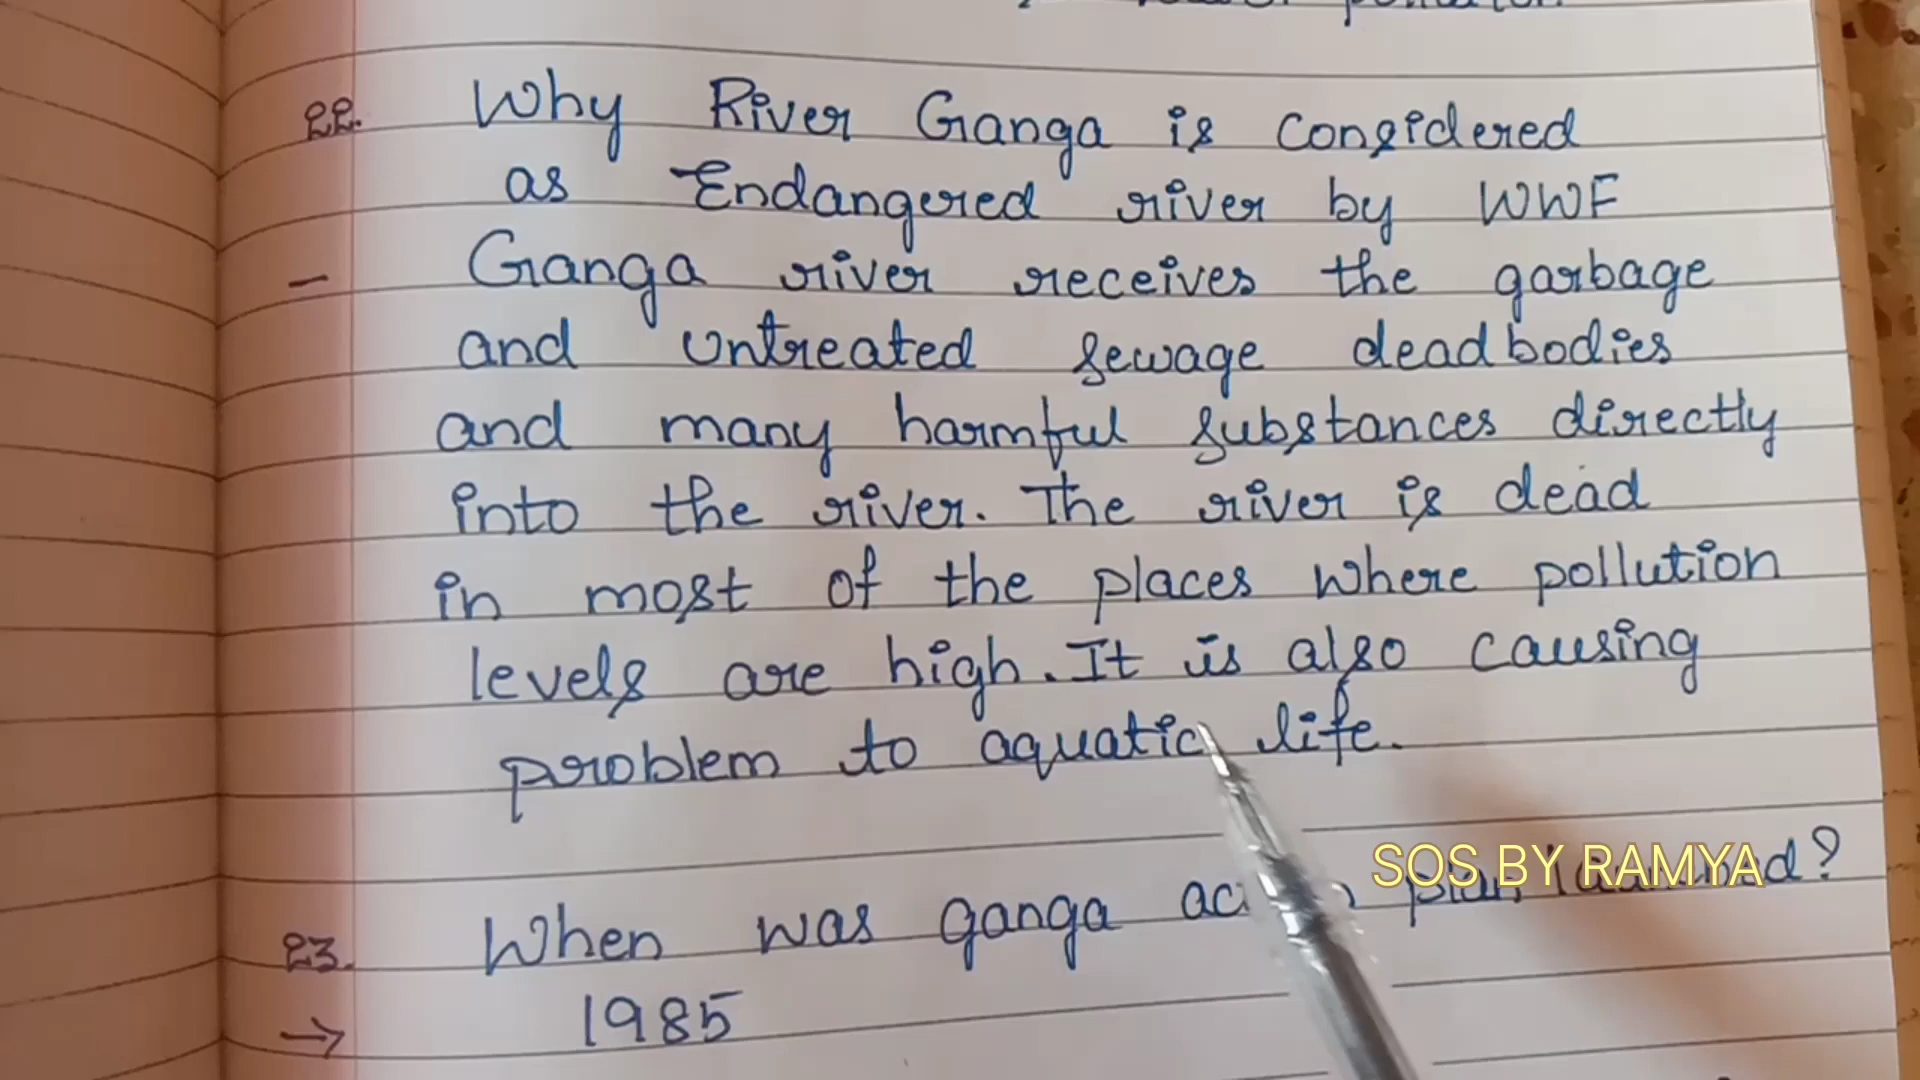 22. Why River Ganga is considered
as Endangered river by WWF
– Ganga river receives the garbage
and untreated sewage deadbodies
and many harmful substances directly
into the river. The river is dead
in most of the places where pollution
levels are high. It is also causing
problem to aquatic life.
SOS BY RAMYA
23. When was ganga plan ?
→ 1985